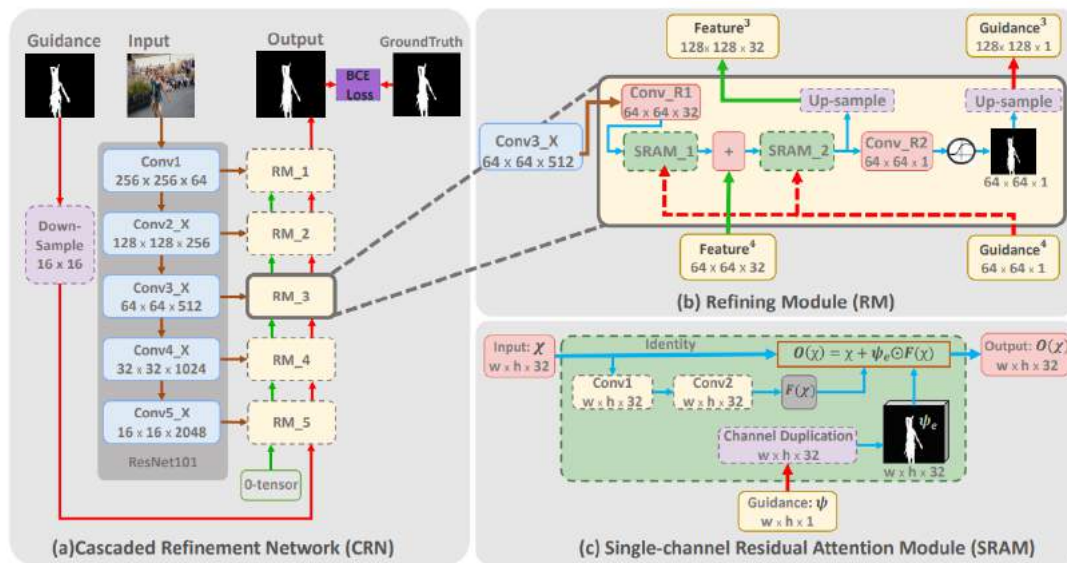 Guidance
Input
Output
GroundTruth
BCE
Loss
Conv1
256 x 256 x 64
RM_1
Conv2_X
128 x 128 x 256
RM_2
Down-
Sample
16 x 16
Conv3_X
64 x 64 x 512
RM_3
Conv4_X
32 x 32 x 1024
RM_4
Conv5_X
16 x 16 x 2048
RM_5
ResNet101
0-tensor
(a)Cascaded Refinement Network (CRN)
Feature³
128x 128 x 32
Guidance³
128x 128 x 1
Conv3_X
64 x 64 x 512
Conv_R1
64 x 64 x 32
Up-sample
Up-sample
SRAM_1
+
SRAM_2
Conv_R2
64 x 64 x 1
64 x 64 x 1
Feature⁴
64 x 64 x 32
Guidance⁴
64 x 64 x 1
(b) Refining Module (RM)
Input: χ
w x h x 32
Identity
O(χ) = χ + ψₑ⊙F(χ)
Output: O(χ)
w x h x 32
Conv1
w x h x 32
Conv2
w x h x 32
F(χ)
ψₑ
Channel Duplication
w x h x 32
w x h x 32
Guidance: ψ
w x h x 1
(c) Single-channel Residual Attention Module (SRAM)